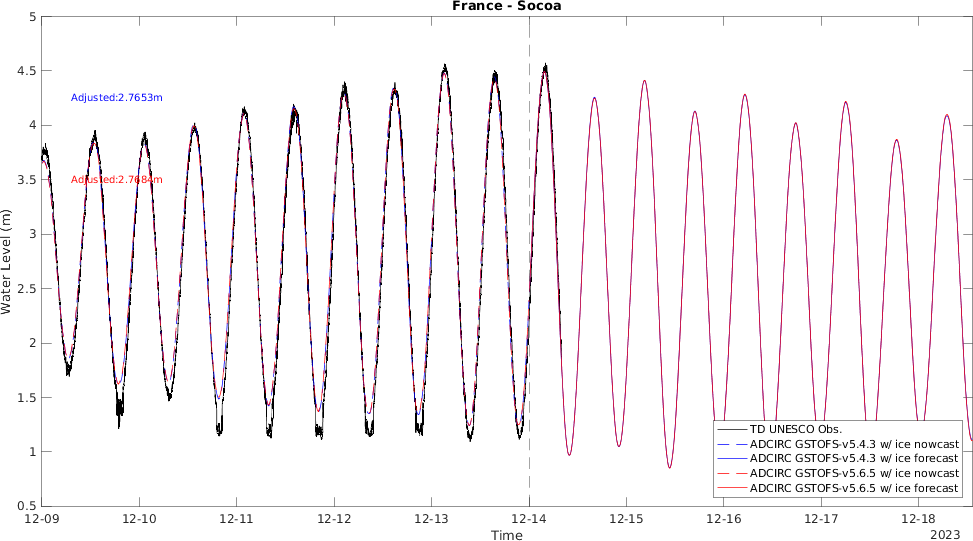 France - Socoa
5
4.5
4
3.5
3
2.5
2
1.5
1
0.5
Water Level (m)
Adjusted:2.7653m
Adjusted:2.7684m
TD UNESCO Obs.
ADCIRC GSTOFS-v5.4.3 w/ ice nowcast
ADCIRC GSTOFS-v5.4.3 w/ ice forecast
ADCIRC GSTOFS-v5.6.5 w/ ice nowcast
ADCIRC GSTOFS-v5.6.5 w/ ice forecast
12-09 12-10 12-11 12-12 12-13 12-14 12-15 12-16 12-17 12-18
Time
2023